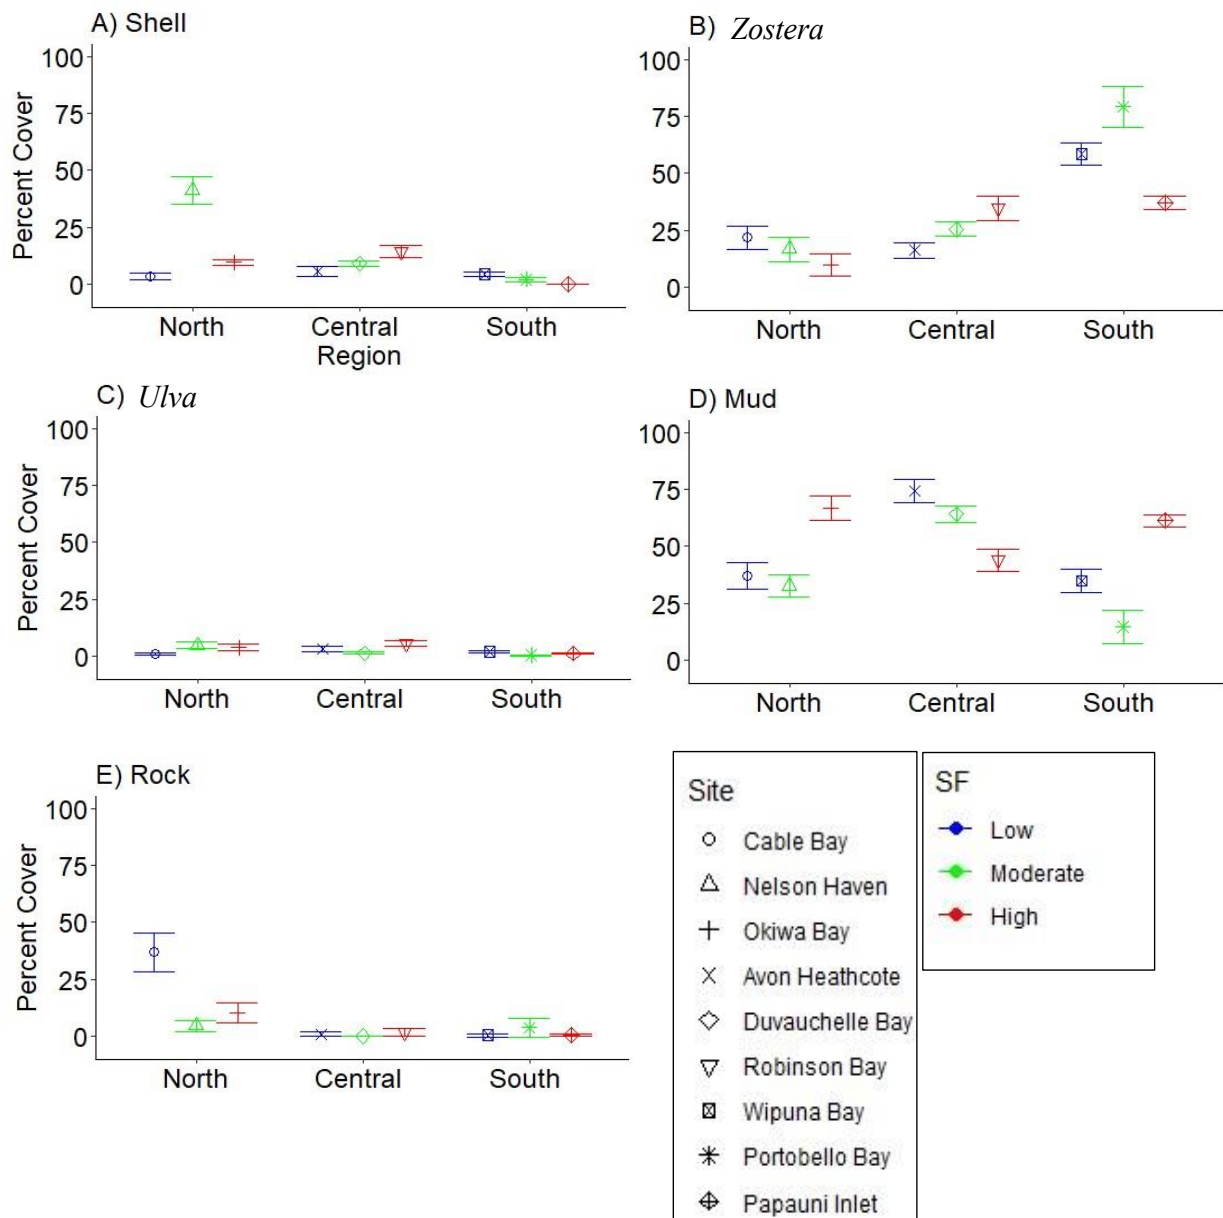 A) Shell
100
75
50
25
0
Percent Cover
North Central South
Region
B) Zostera
100
75
50
25
0
North Central South
C) Ulva
100
75
50
25
0
Percent Cover
North Central South
D) Mud
100
75
50
25
0
North Central South
E) Rock
100
75
50
25
0
Percent Cover
North Central South
Site
Cable Bay
Nelson Haven
Okiwa Bay
Avon Heathcote
Duvauchelle Bay
Robinson Bay
Wipuna Bay
Portobello Bay
Papauni Inlet
SF
Low
Moderate
High